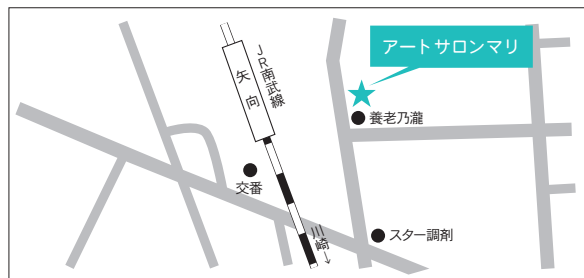 アートサロンマリ
JR南武線
矢向
養老乃瀧
交番
川崎→
スター調剤